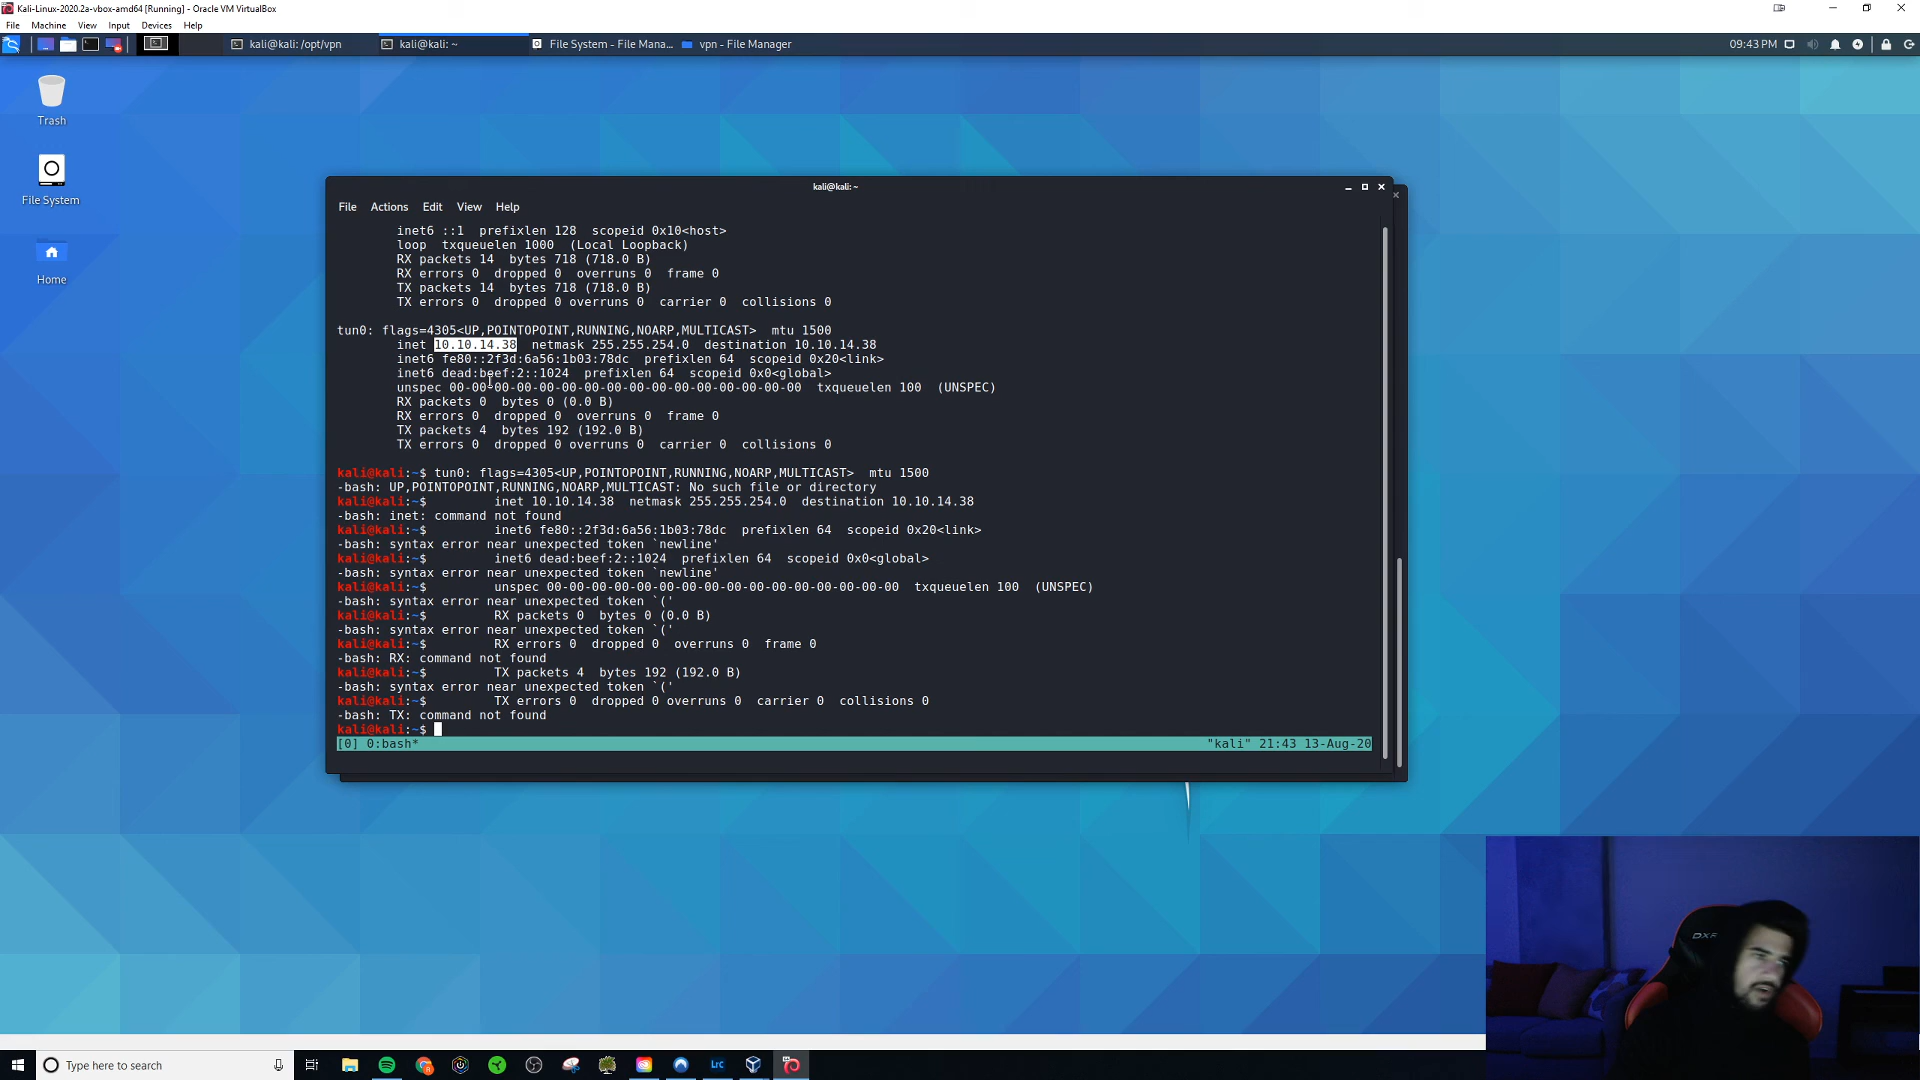 Kali-Linux-2020.2a-vbox-amd64 [Running] - Oracle VM VirtualBox
File Machine View Input Devices Help
kali@kali: /opt/vpn kali@kali: ~ File System - File Mana... vpn - File Manager 09:43 PM
Trash
File System
Home
kali@kali: ~
File Actions Edit View Help
inet6 ::1 prefixlen 128 scopeid 0x10<host>
loop txqueuelen 1000 (Local Loopback)
RX packets 14 bytes 718 (718.0 B)
RX errors 0 dropped 0 overruns 0 frame 0
TX packets 14 bytes 718 (718.0 B)
TX errors 0 dropped 0 overruns 0 carrier 0 collisions 0
tun0: flags=4305<UP,POINTOPOINT,RUNNING,NOARP,MULTICAST> mtu 1500
inet 10.10.14.38 netmask 255.255.254.0 destination 10.10.14.38
inet6 fe80::2f3d:6a56:1b03:78dc prefixlen 64 scopeid 0x20<link>
inet6 dead:beef:2::1024 prefixlen 64 scopeid 0x0<global>
unspec 00-00-00-00-00-00-00-00-00-00-00-00-00-00-00-00 txqueuelen 100 (UNSPEC)
RX packets 0 bytes 0 (0.0 B)
RX errors 0 dropped 0 overruns 0 frame 0
TX packets 4 bytes 192 (192.0 B)
TX errors 0 dropped 0 overruns 0 carrier 0 collisions 0
kali@kali:~$ tun0: flags=4305<UP,POINTOPOINT,RUNNING,NOARP,MULTICAST> mtu 1500
-bash: UP,POINTOPOINT,RUNNING,NOARP,MULTICAST: No such file or directory
kali@kali:~$ inet 10.10.14.38 netmask 255.255.254.0 destination 10.10.14.38
-bash: inet: command not found
kali@kali:~$ inet6 fe80::2f3d:6a56:1b03:78dc prefixlen 64 scopeid 0x20<link>
-bash: syntax error near unexpected token `newline'
kali@kali:~$ inet6 dead:beef:2::1024 prefixlen 64 scopeid 0x0<global>
-bash: syntax error near unexpected token `newline'
kali@kali:~$ unspec 00-00-00-00-00-00-00-00-00-00-00-00-00-00-00-00 txqueuelen 100 (UNSPEC)
-bash: syntax error near unexpected token `('
kali@kali:~$ RX packets 0 bytes 0 (0.0 B)
-bash: syntax error near unexpected token `('
kali@kali:~$ RX errors 0 dropped 0 overruns 0 frame 0
-bash: RX: command not found
kali@kali:~$ TX packets 4 bytes 192 (192.0 B)
-bash: syntax error near unexpected token `('
kali@kali:~$ TX errors 0 dropped 0 overruns 0 carrier 0 collisions 0
-bash: TX: command not found
kali@kali:~$
[0] 0:bash* "kali" 21:43 13-Aug-20
DXR
Type here to search
LrC